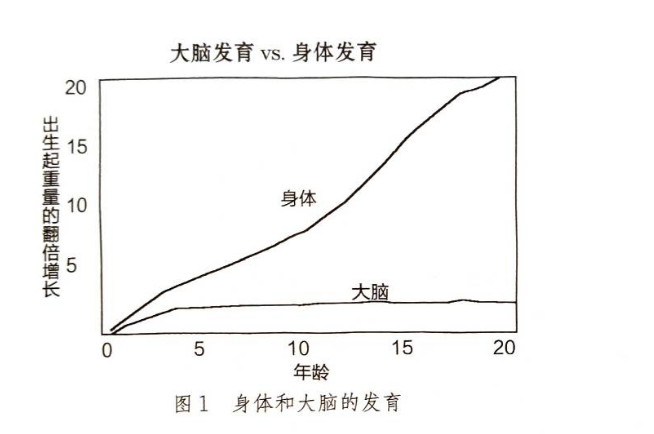 大脑发育 vs. 身体发育
出生起重量的翻倍增长
20
15
10
5
身体
大脑
0 5 10 15 20
年龄
图1 身体和大脑的发育